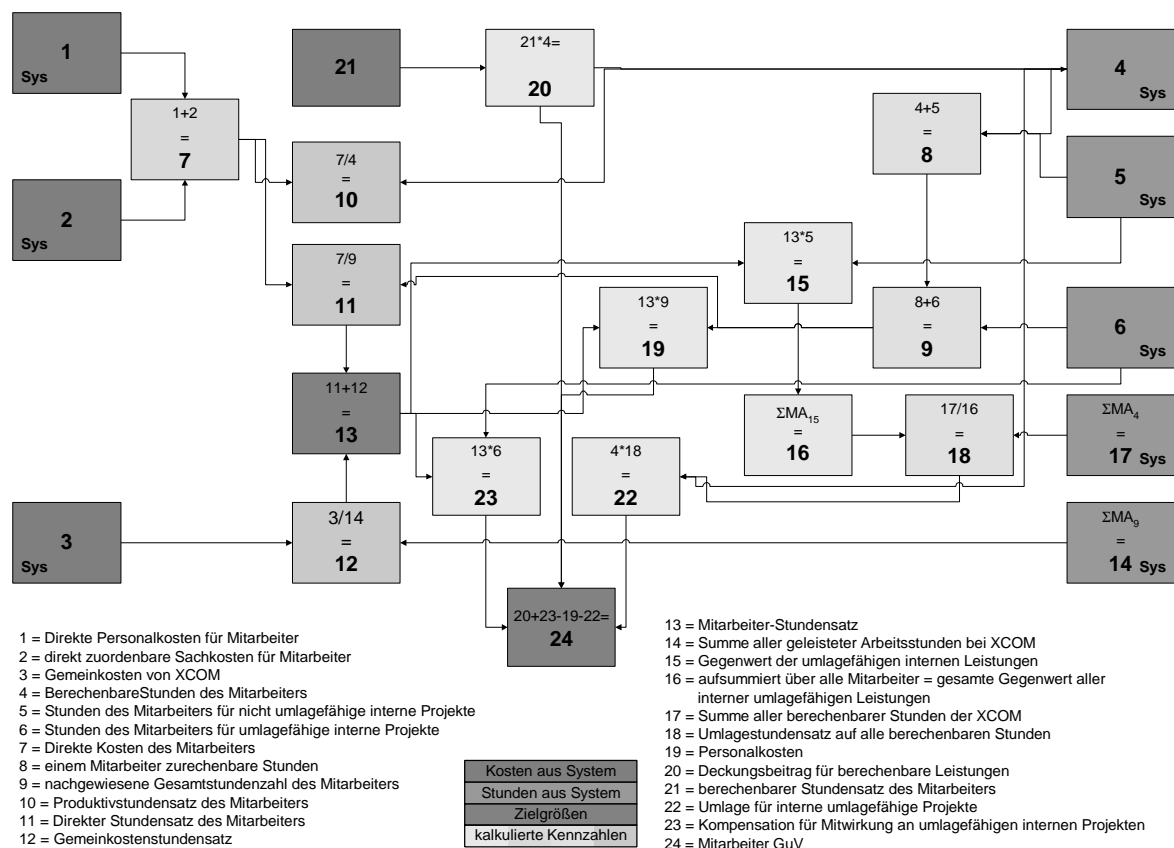 1
Sys
21
21*4=
20
4
Sys
1+2
=
7
4+5
=
8
7/4
=
10
2
Sys
5
Sys
13*5
=
15
7/9
=
11
13*9
=
19
8+6
=
9
6
Sys
11+12
=
13
ΣMA15
=
16
17/16
=
18
ΣMA4
=
17 Sys
13*6
=
23
4*18
=
22
3
Sys
3/14
=
12
ΣMA9
=
14 Sys
20+23-19-22=
24
1 = Direkte Personalkosten für Mitarbeiter
2 = direkt zuordenbare Sachkosten für Mitarbeiter
3 = Gemeinkosten von XCOM
4 = BerechenbareStunden des Mitarbeiters
5 = Stunden des Mitarbeiters für nicht umlagefähige interne Projekte
6 = Stunden des Mitarbeiters für umlagefähige interne Projekte
7 = Direkte Kosten des Mitarbeiters
8 = einem Mitarbeiter zurechenbare Stunden
9 = nachgewiesene Gesamtstundenzahl des Mitarbeiters
10 = Produktivstundensatz des Mitarbeiters
11 = Direkter Stundensatz des Mitarbeiters
12 = Gemeinkostenstundensatz
Kosten aus System
Stunden aus System
Zielgrößen
kalkulierte Kennzahlen
13 = Mitarbeiter-Stundensatz
14 = Summe aller geleisteter Arbeitsstunden bei XCOM
15 = Gegenwert der umlagefähigen internen Leistungen
16 = aufsummiert über alle Mitarbeiter = gesamte Gegenwert aller
interner umlagefähigen Leistungen
17 = Summe aller berechenbarer Stunden der XCOM
18 = Umlagestundensatz auf alle berechenbaren Stunden
19 = Personalkosten
20 = Deckungsbeitrag für berechenbare Leistungen
21 = berechenbarer Stundensatz des Mitarbeiters
22 = Umlage für interne umlagefähige Projekte
23 = Kompensation für Mitwirkung an umlagefähigen internen Projekten
24 = Mitarbeiter GuV